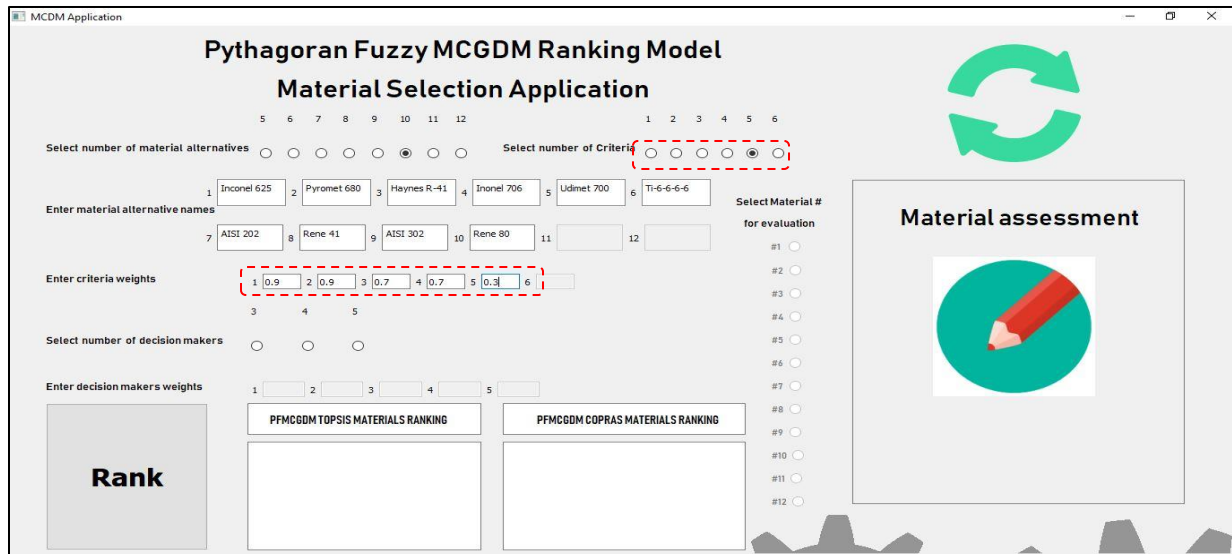 MCDM Application
Pythagoran Fuzzy MCGDM Ranking Model
Material Selection Application
5 6 7 8 9 10 11 12
1 2 3 4 5 6
Select number of material alternatives
Select number of Criteria
1 Inconel 625 2 Pyromet 680 3 Haynes R-41 4 Inonel 706 5 Udimet 700 6 Ti-6-6-6-6
Enter material alternative names
7 AISI 202 8 Rene 41 9 AISI 302 10 Rene 80 11 12
Enter criteria weights
1 0.9 2 0.9 3 0.7 4 0.7 5 0.3 6
3 4 5
Select number of decision makers
Enter decision makers weights
1 2 3 4 5
Rank
PFMCGDM TOPSIS MATERIALS RANKING
PFMCGDM COPRAS MATERIALS RANKING
Select Material #
for evaluation
#1
#2
#3
#4
#5
#6
#7
#8
#9
#10
#11
#12
Material assessment